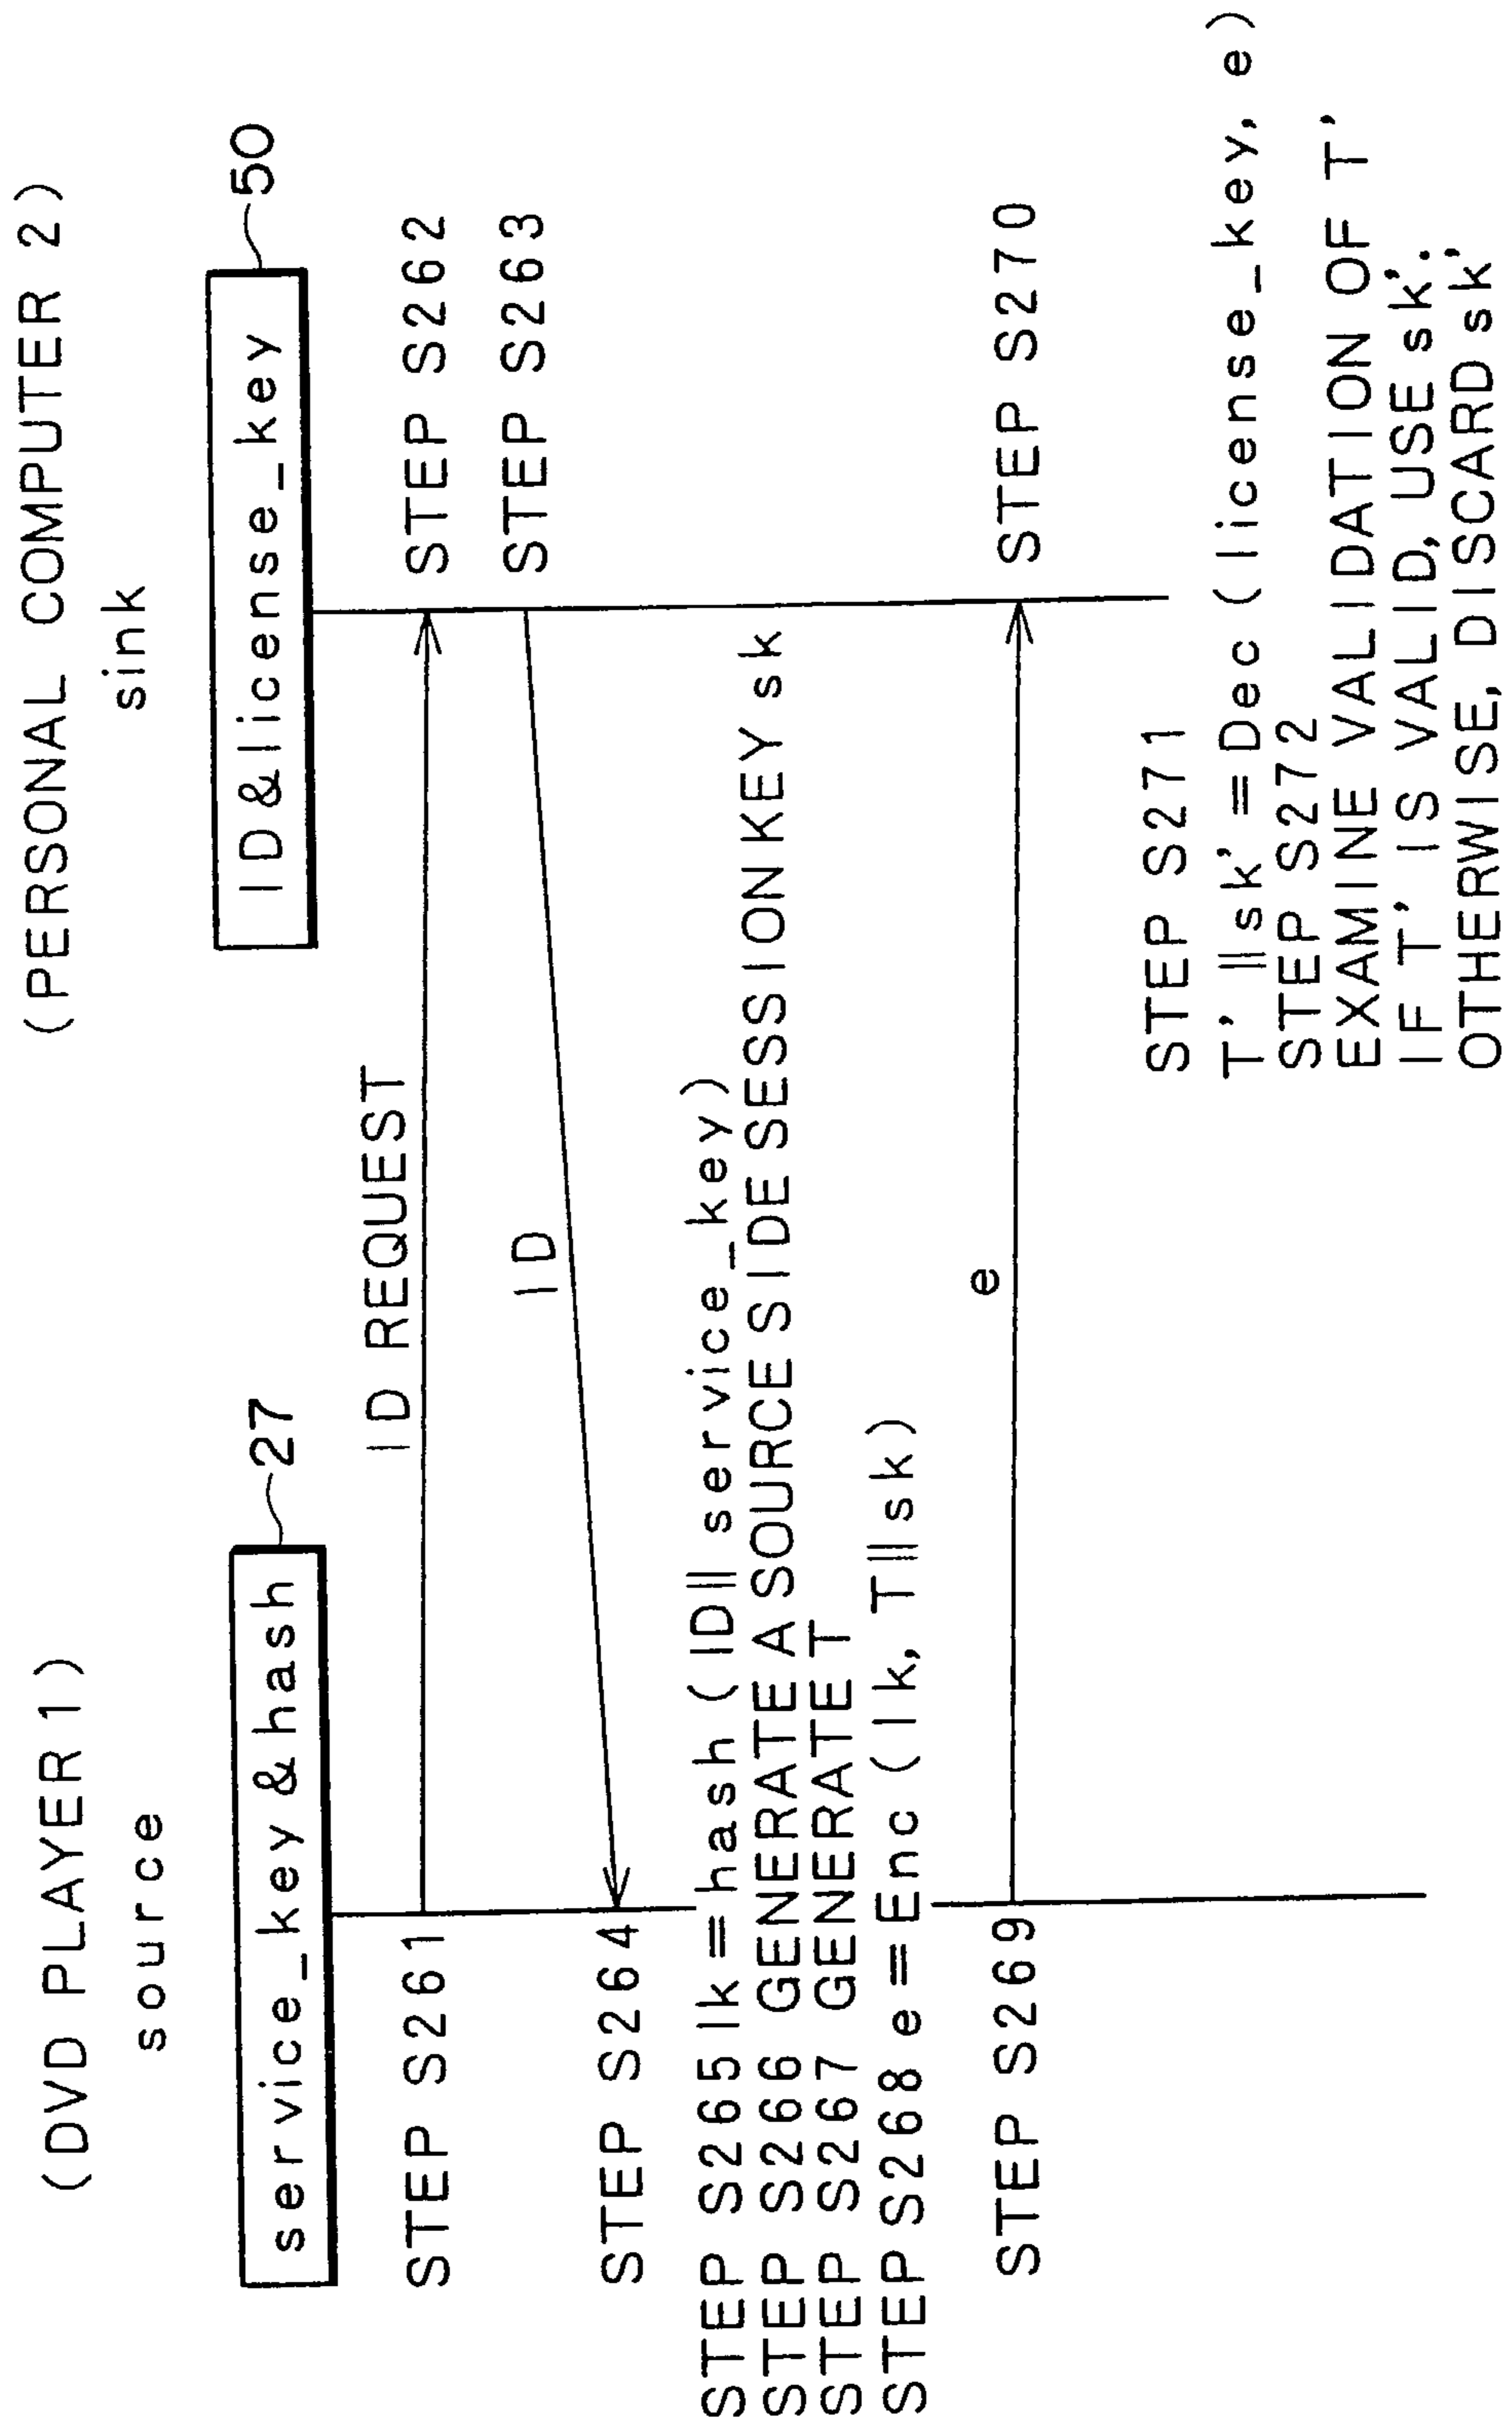 (DVD PLAYER 1)
source
service_key & hash
27
(PERSONAL COMPUTER 2)
sink
ID & license_key
50
STEP S261
ID REQUEST
STEP S262
STEP S263
ID
STEP S264
STEP S265 lk = hash (ID || service_key)
STEP S266 GENERATE A SOURCE SIDE SESSION KEY sk
STEP S267 GENERATE T
STEP S268 e = Enc (lk, T || sk)
STEP S269
e
STEP S270
STEP S271
T' || sk' = Dec (license_key, e)
STEP S272
EXAMINE VALIDATION OF T'
IF T' IS VALID, USE sk'.
OTHERWISE, DISCARD sk'